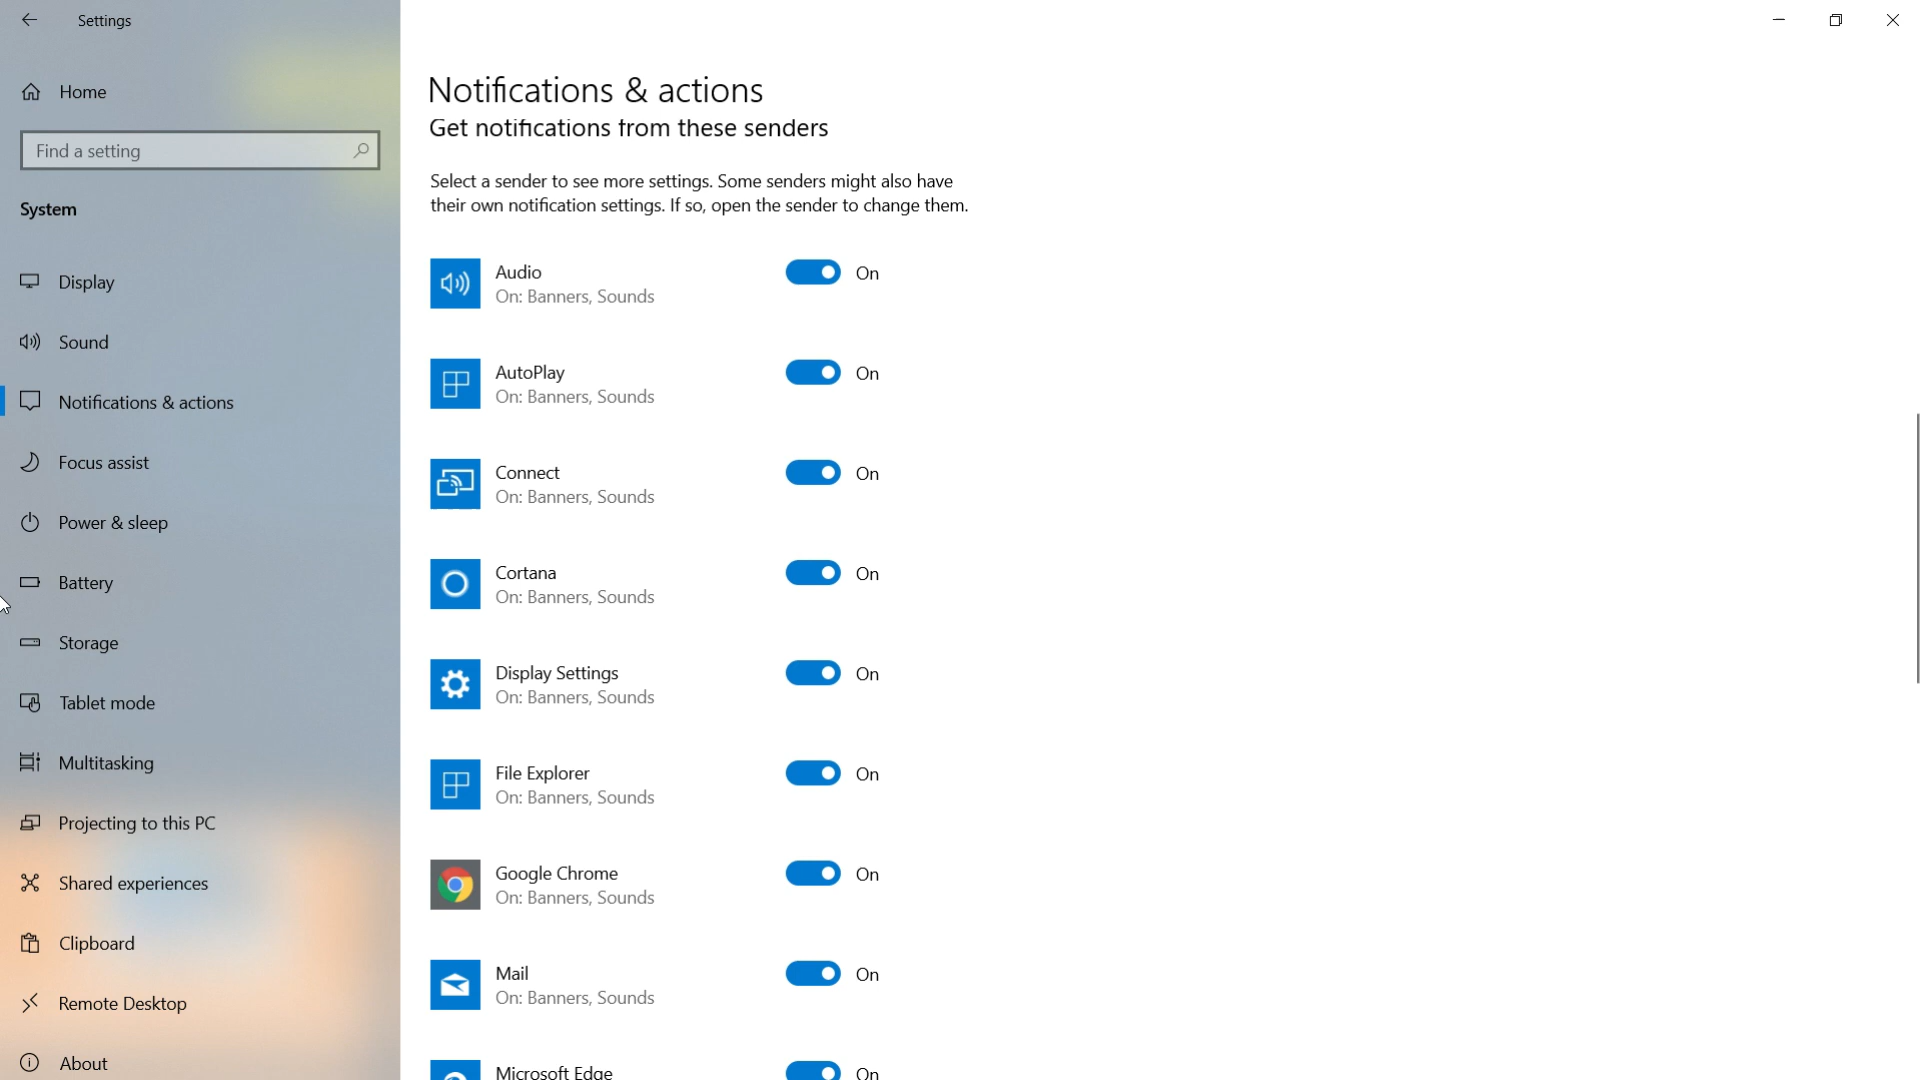 Settings
Home
Find a setting
System
Display
Sound
Notifications & actions
Focus assist
Power & sleep
Battery
Storage
Tablet mode
Multitasking
Projecting to this PC
Shared experiences
Clipboard
Remote Desktop
About
Notifications & actions
Get notifications from these senders
Select a sender to see more settings. Some senders might also have
their own notification settings. If so, open the sender to change them.
Audio
On: Banners, Sounds
On
AutoPlay
On: Banners, Sounds
On
Connect
On: Banners, Sounds
On
Cortana
On: Banners, Sounds
On
Display Settings
On: Banners, Sounds
On
File Explorer
On: Banners, Sounds
On
Google Chrome
On: Banners, Sounds
On
Mail
On: Banners, Sounds
On
Microsoft Edge
On